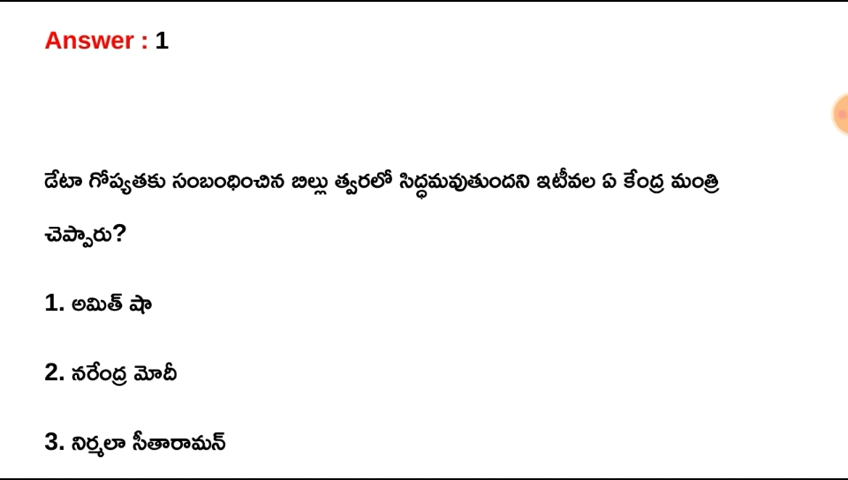 Answer : 1
డేటా గోప్యతకు సంబంధించిన బిల్లు త్వరలో సిద్ధమవుతుందని ఇటీవల ఏ కేంద్ర మంత్రి
చెప్పారు?
1. అమిత్ షా
2. నరేంద్ర మోదీ
3. నిర్మలా సీతారామన్